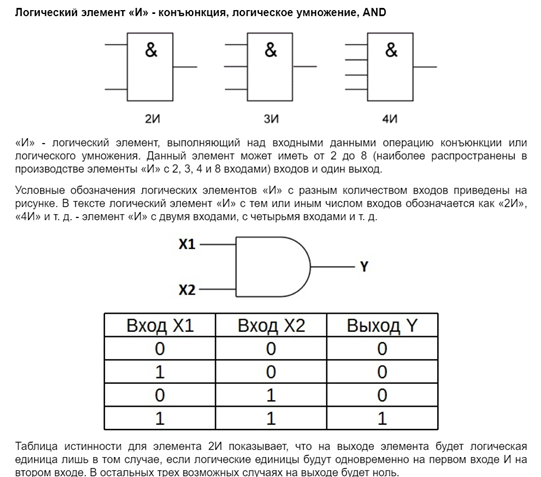 Логический элемент «И» - конъюнкция, логическое умножение, AND
& & &
2И 3И 4И
«И» - логический элемент, выполняющий над входными данными операцию конъюнкции или
логического умножения. Данный элемент может иметь от 2 до 8 (наиболее распространены в
производстве элементы «И» с 2, 3, 4 и 8 входами) входов и один выход.
Условные обозначения логических элементов «И» с разным количеством входов приведены на
рисунке. В тексте логический элемент «И» с тем или иным числом входов обозначается как «2И»,
«4И» и т. д. - элемент «И» с двумя входами, с четырьмя входами и т. д.
X1
Y
X2
Вход X1 Вход X2 Выход Y
0 0 0
1 0 0
0 1 0
1 1 1
Таблица истинности для элемента 2И показывает, что на выходе элемента будет логическая
единица лишь в том случае, если логические единицы будут одновременно на первом входе И на
втором входе. В остальных трех возможных случаях на выходе будет ноль.